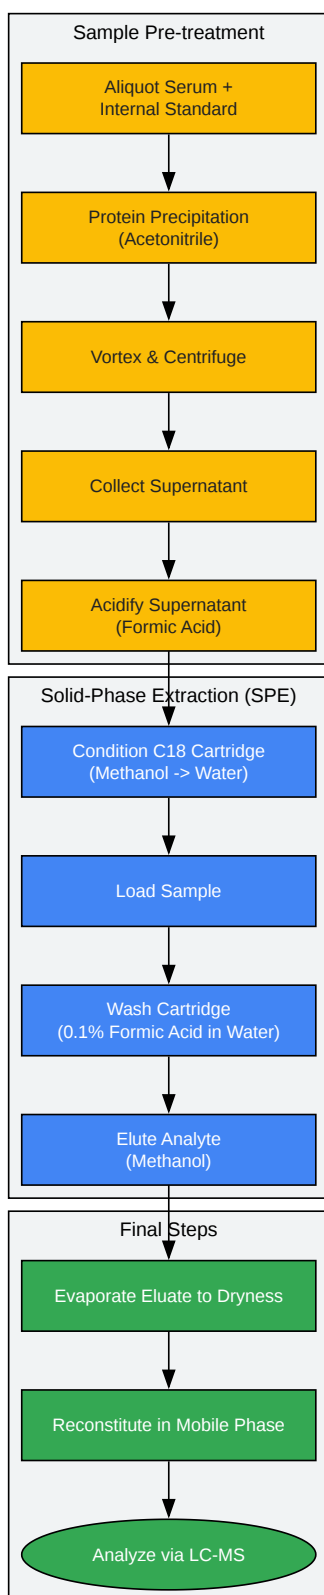 Sample Pre-treatment
Aliquot Serum +
Internal Standard
Protein Precipitation
(Acetonitrile)
Vortex & Centrifuge
Collect Supernatant
Acidify Supernatant
(Formic Acid)
Solid-Phase Extraction (SPE)
Condition C18 Cartridge
(Methanol -> Water)
Load Sample
Wash Cartridge
(0.1% Formic Acid in Water)
Elute Analyte
(Methanol)
Final Steps
Evaporate Eluate to Dryness
Reconstitute in Mobile Phase
Analyze via LC-MS